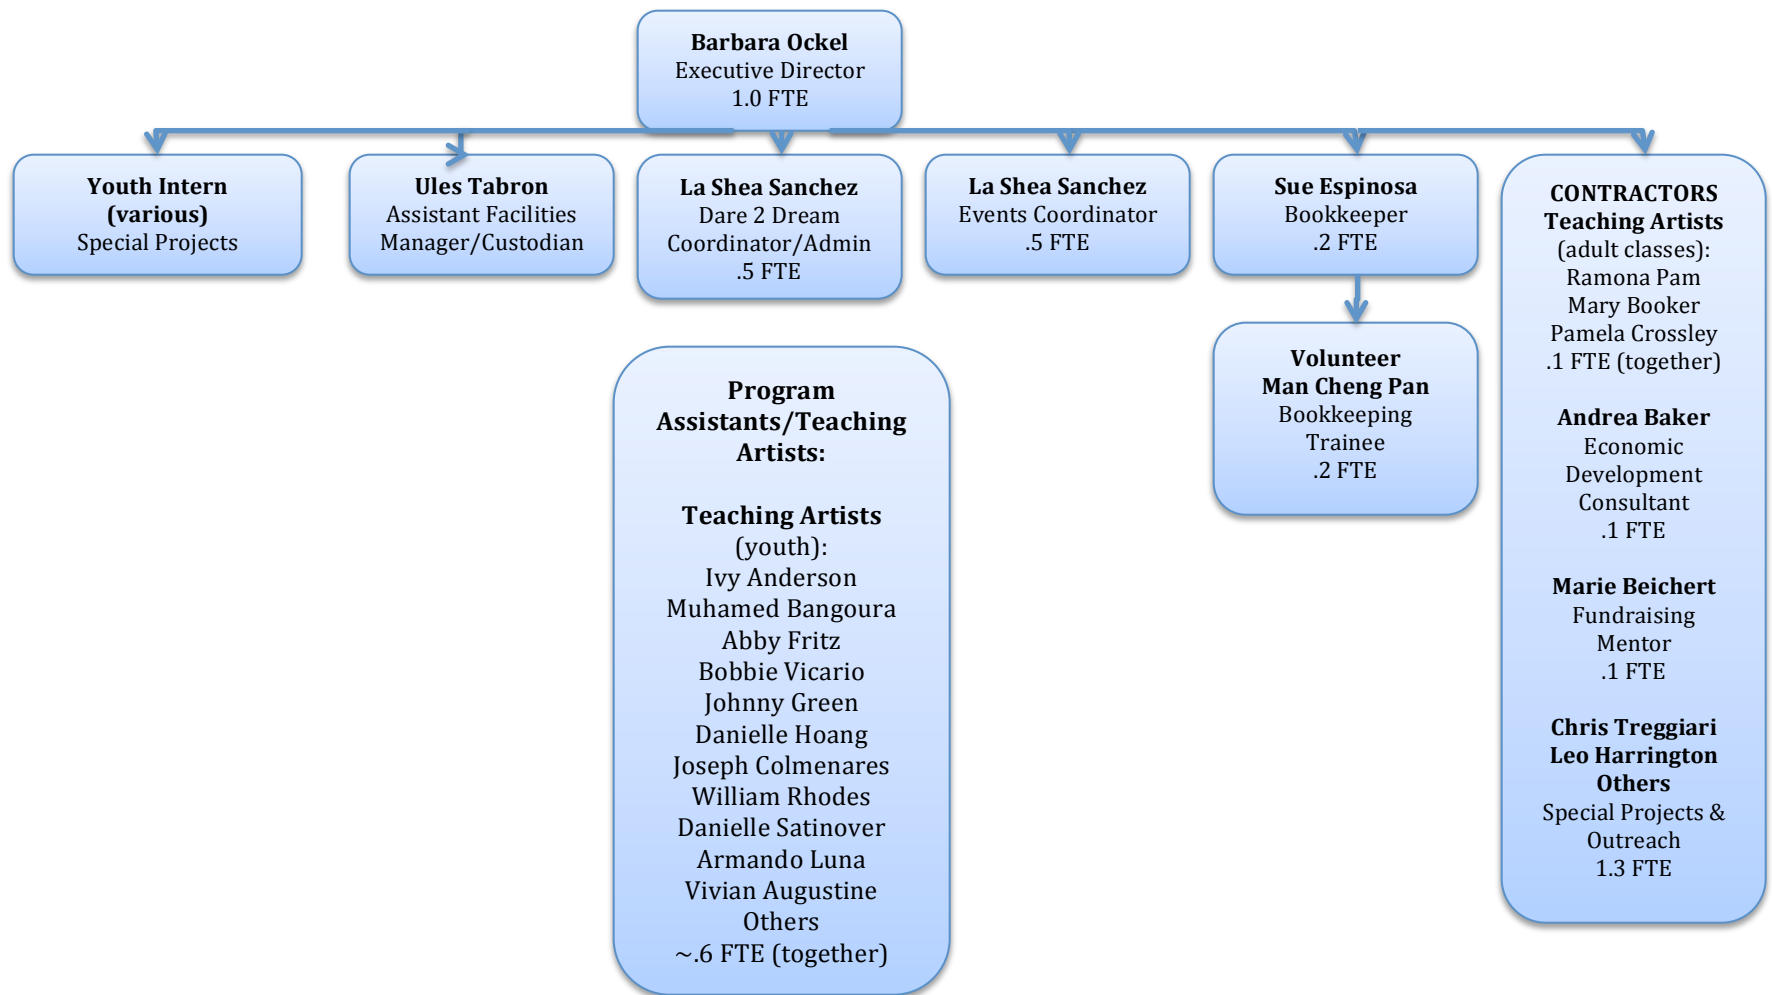 Barbara Ockel
Executive Director
1.0 FTE
Youth Intern
(various)
Special Projects
Ules Tabron
Assistant Facilities
Manager/Custodian
La Shea Sanchez
Dare 2 Dream
Coordinator/Admin
.5 FTE
La Shea Sanchez
Events Coordinator
.5 FTE
Sue Espinosa
Bookkeeper
.2 FTE
CONTRACTORS
Teaching Artists
(adult classes):
Ramona Pam
Mary Booker
Pamela Crossley
.1 FTE (together)
Andrea Baker
Economic
Development
Consultant
.1 FTE
Marie Beichert
Fundraising
Mentor
.1 FTE
Chris Treggiari
Leo Harrington
Others
Special Projects &
Outreach
1.3 FTE
Volunteer
Man Cheng Pan
Bookkeeping
Trainee
.2 FTE
Program
Assistants/Teaching
Artists:
Teaching Artists
(youth):
Ivy Anderson
Muhamed Bangoura
Abby Fritz
Bobbie Vicario
Johnny Green
Danielle Hoang
Joseph Colmenares
William Rhodes
Danielle Satinover
Armando Luna
Vivian Augustine
Others
~.6 FTE (together)